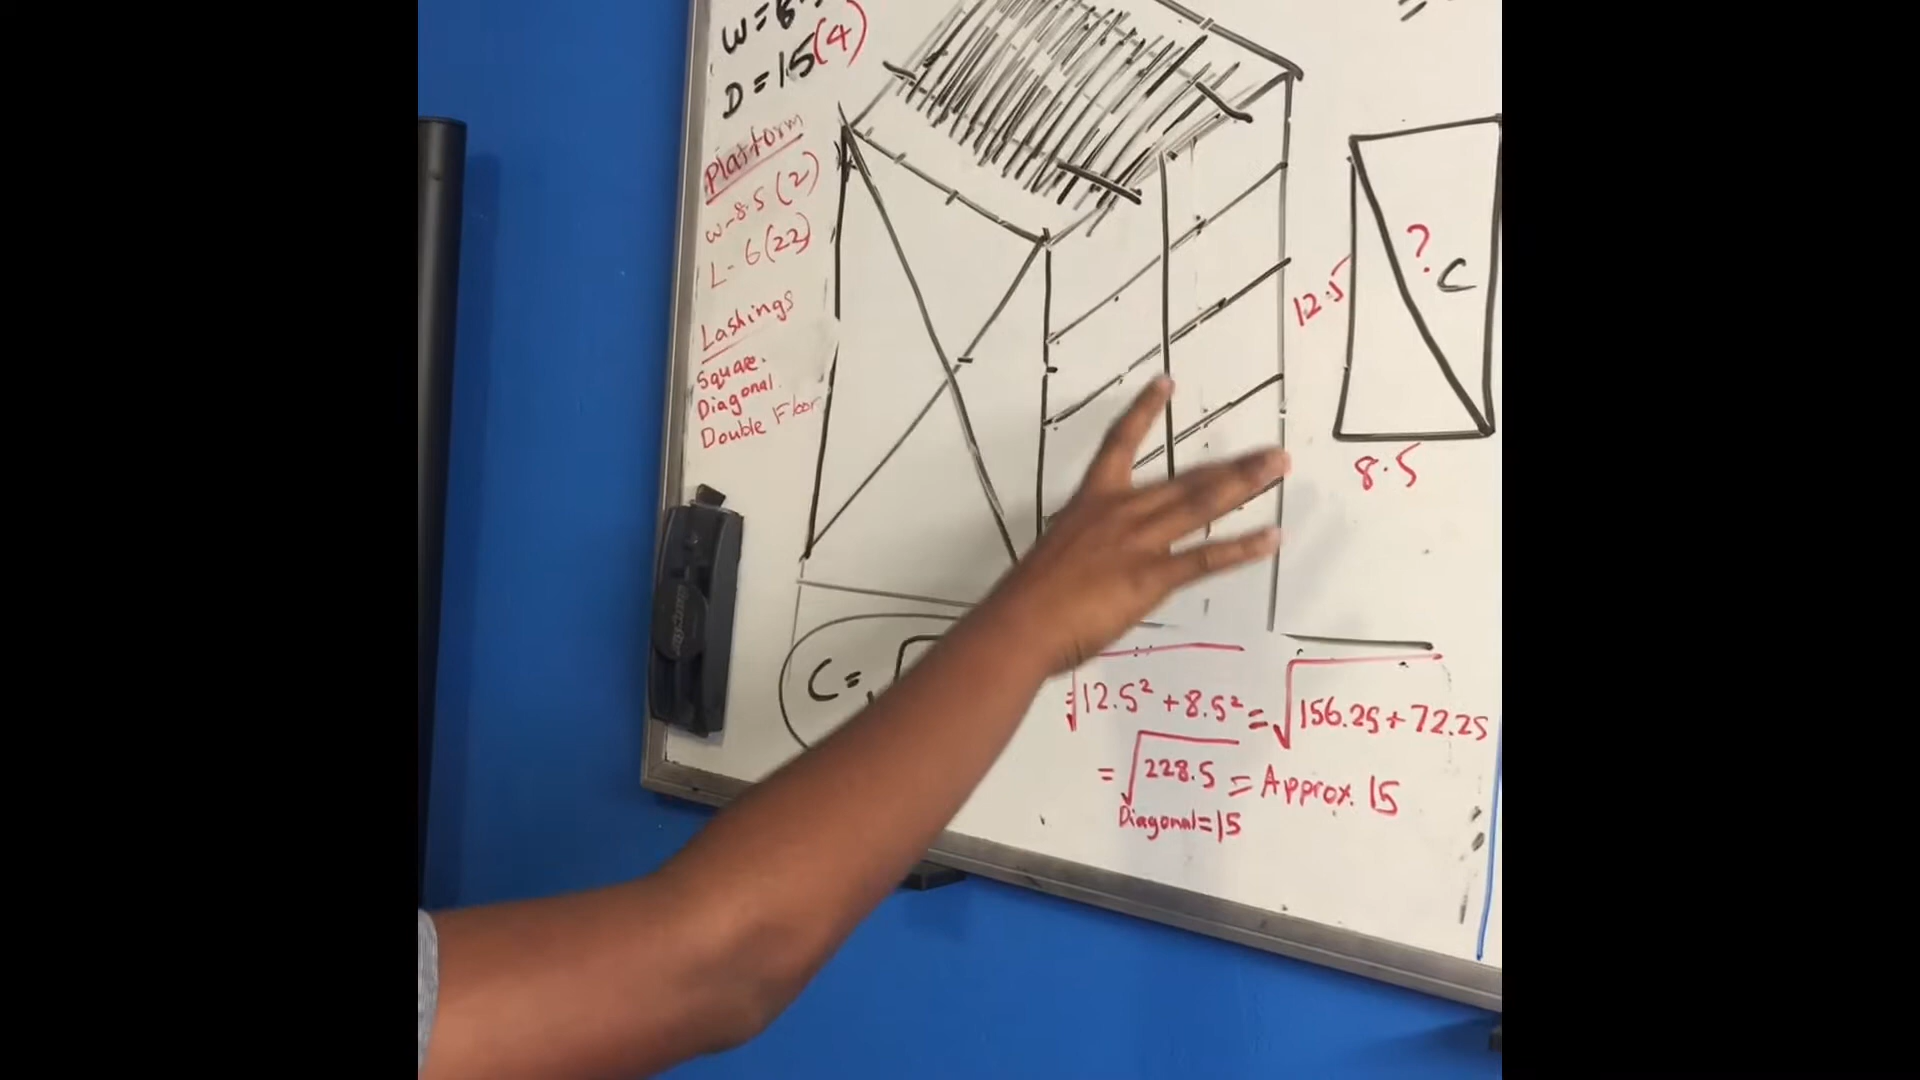 D = 15(4)
Platform
W-8.5 (2)
L- 6(22)
Lashings
Square.
Diagonal.
Double Floor
12.5
?
C
8.5
C=√
=√12.5²+8.5² = √156.25+72.25
= √228.5 = Approx. 15
Diagonal=15